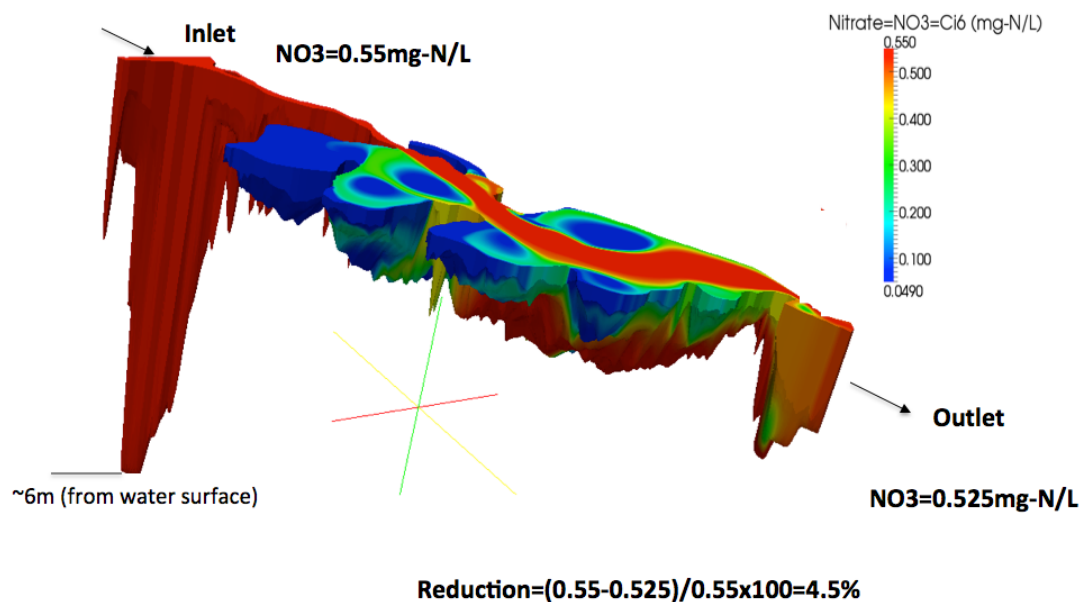 Nitrate=NO3=Ci6 (mg-N/L)
Inlet
NO3=0.55mg-N/L
0.550
0.500
0.400
0.300
0.200
0.100
0.0490
Outlet
~6m (from water surface)
NO3=0.525mg-N/L
Reduction=(0.55-0.525)/0.55x100=4.5%